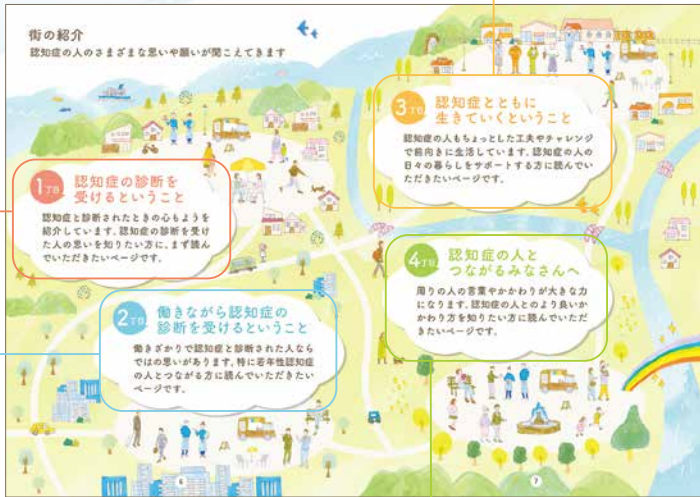 街の紹介
認知症の人のさまざまな思いや願いが聞こえてきます
1丁目
認知症の診断を
受けるということ
認知症と診断されたときの心もようを
紹介しています。認知症の診断を受け
た人の思いを知りたい方に、まず読ん
でいただきたいページです。
2丁目
働きながら認知症の
診断を受けるということ
働きざかりで認知症と診断された人なら
ではの思いがあります。特に若年性認知症
の人とつながる方に読んでいただきたい
ページです。
3丁目
認知症とともに
生きていくということ
認知症の人もちょっとした工夫やチャレンジ
で前向きに生活しています。認知症の人の
日々の暮らしをサポートする方に読んでい
ただきたいページです。
4丁目
認知症の人と
つながるみなさんへ
周りの人の言葉やかかわりが大きな力
になります。認知症の人とのより良いか
かわり方を知りたい方に読んでいただ
きたいページです。
6
7